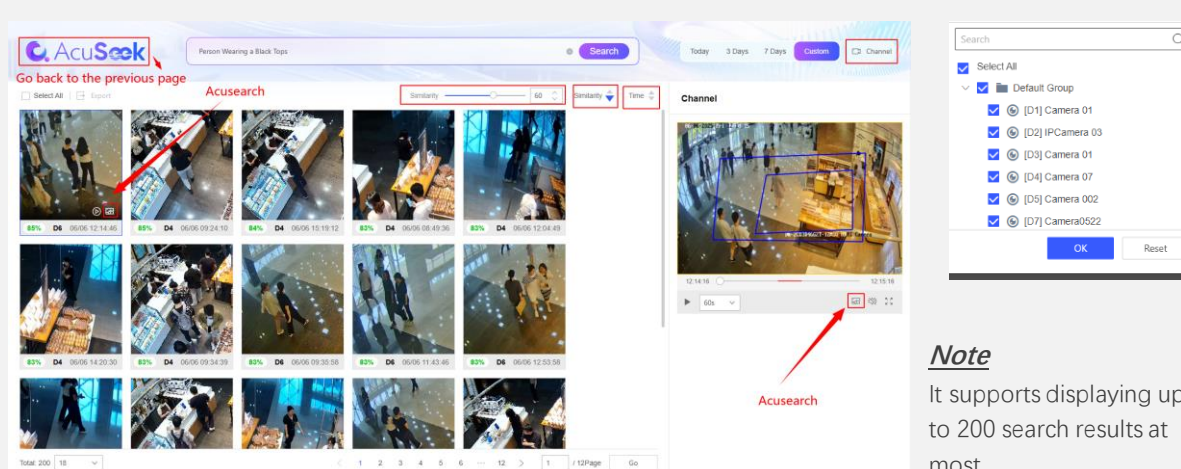 AcuSeek
Person Wearing a Black Tops
Search
Today 3 Days 7 Days Custom Channel
Go back to the previous page
Select All Export
Acusearch
Similarity 60 Similarity Time
Channel
85% D6 06/06 12:14:46
85% D4 06/06 09:24:10
84% D4 06/06 15:19:12
83% D4 06/06 08:49:36
83% D4 06/06 12:04:49
83% D4 06/06 14:20:30
83% D4 06/06 09:34:39
83% D6 06/06 09:35:58
83% D6 06/06 11:43:46
83% D6 06/06 12:53:58
Total: 200 18
1 2 3 4 5 6 ... 12 1 / 12Page Go
12:14:16 12:15:16
60s
Acusearch
Search
Select All
Default Group
[D1] Camera 01
[D2] IPCamera 03
[D3] Camera 01
[D4] Camera 07
[D5] Camera 002
[D7] Camera0522
OK Reset
Note
It supports displaying up
to 200 search results at
most